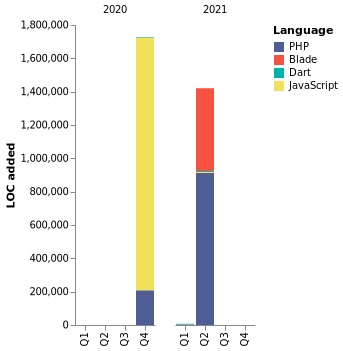 2020 2021
Language
PHP
Blade
Dart
JavaScript
LOC added
1,800,000
1,600,000
1,400,000
1,200,000
1,000,000
800,000
600,000
400,000
200,000
0
Q1 Q2 Q3 Q4 Q1 Q2 Q3 Q4